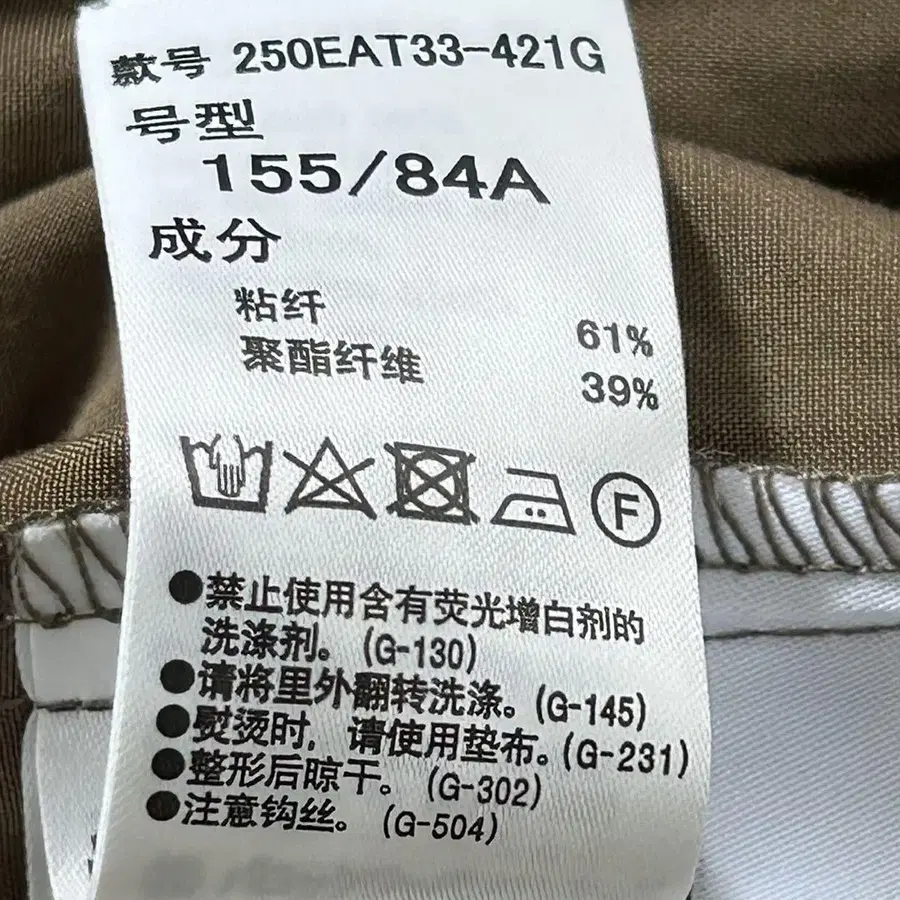 款号 250EAT33-421G
号型
155/84A
成分
粘纤 61%
聚酯纤维 39%
F
●禁止使用含有荧光增白剂的
洗涤剂。(G-130)
●请将里外翻转洗涤。(G-145)
●熨烫时，请使用垫布。(G-231)
●整形后晾干。(G-302)
●注意钩丝。(G-504)